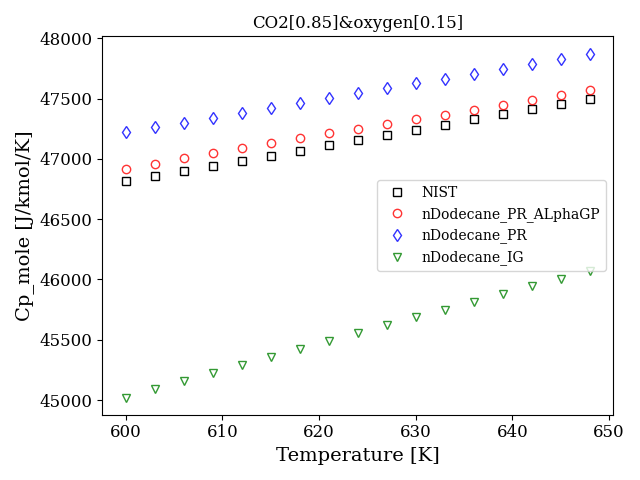 CO2[0.85]&oxygen[0.15]
48000
47500
47000
46500
46000
45500
45000
Cp_mole [J/kmol/K]
NIST
nDodecane_PR_ALphaGP
nDodecane_PR
nDodecane_IG
600
610
620
630
640
650
Temperature [K]